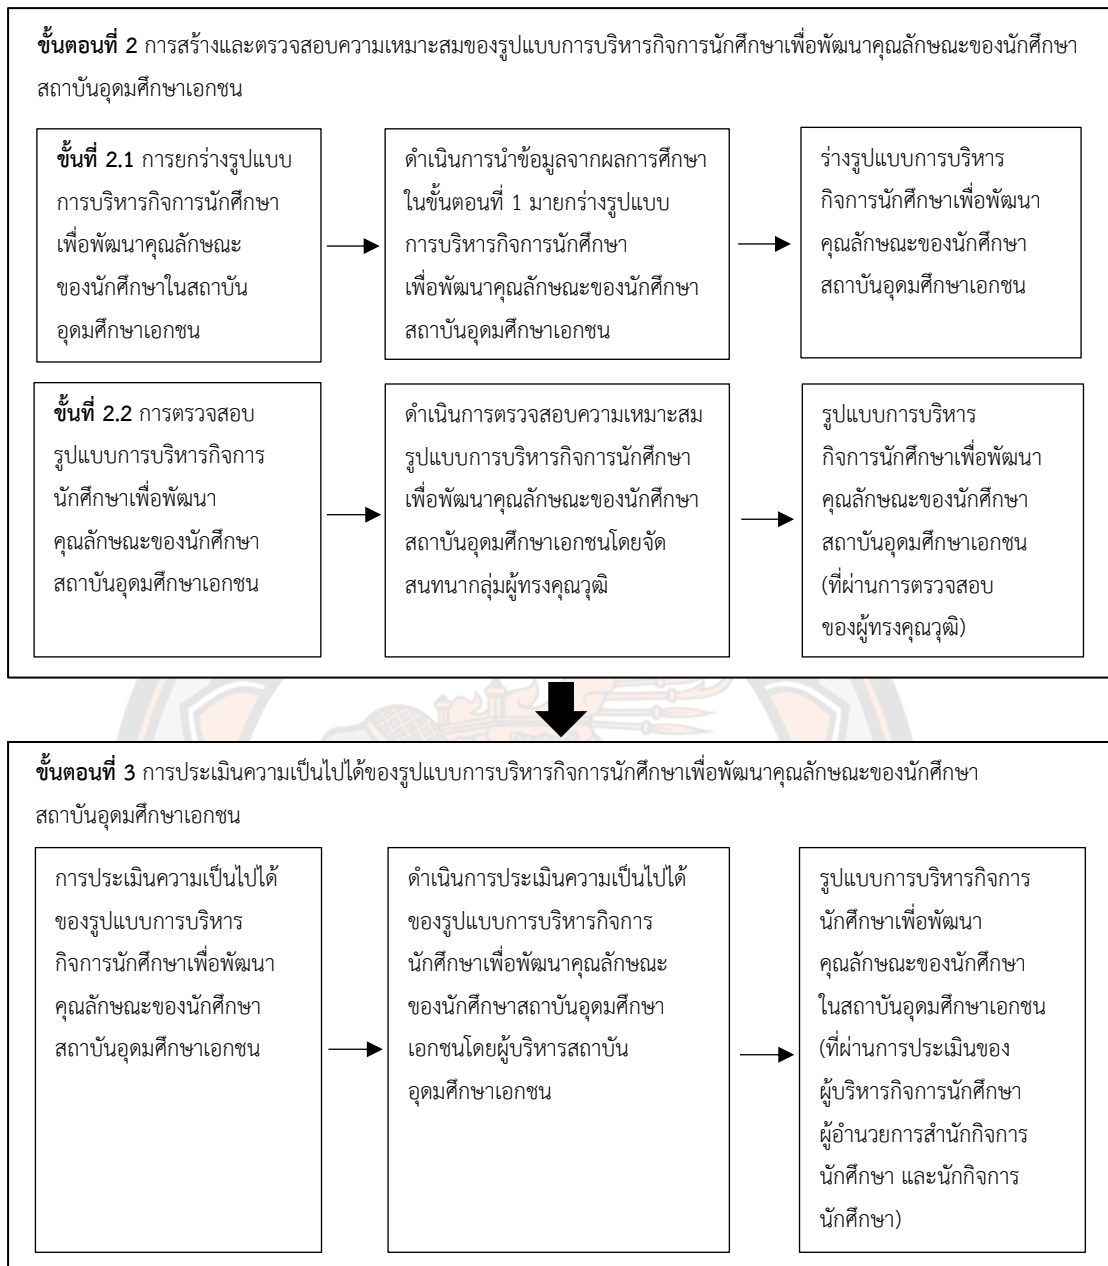 ขั้นตอนที่ 2 การสร้างและตรวจสอบความเหมาะสมของรูปแบบการบริหารกิจการนักศึกษาเพื่อพัฒนาคุณลักษณะของนักศึกษา
สถาบันอุดมศึกษาเอกชน
ขั้นที่ 2.1 การยกร่างรูปแบบ
การบริหารกิจการนักศึกษา
เพื่อพัฒนาคุณลักษณะ
ของนักศึกษาในสถาบัน
อุดมศึกษาเอกชน
ดำเนินการนำข้อมูลจากผลการศึกษา
ในขั้นตอนที่ 1 มายกร่างรูปแบบ
การบริหารกิจการนักศึกษา
เพื่อพัฒนาคุณลักษณะของนักศึกษา
สถาบันอุดมศึกษาเอกชน
ร่างรูปแบบการบริหาร
กิจการนักศึกษาเพื่อพัฒนา
คุณลักษณะของนักศึกษา
สถาบันอุดมศึกษาเอกชน
ขั้นที่ 2.2 การตรวจสอบ
รูปแบบการบริหารกิจการ
นักศึกษาเพื่อพัฒนา
คุณลักษณะของนักศึกษา
สถาบันอุดมศึกษาเอกชน
ดำเนินการตรวจสอบความเหมาะสม
รูปแบบการบริหารกิจการนักศึกษา
เพื่อพัฒนาคุณลักษณะของนักศึกษา
สถาบันอุดมศึกษาเอกชนโดยจัด
สนทนากลุ่มผู้ทรงคุณวุฒิ
รูปแบบการบริหาร
กิจการนักศึกษาเพื่อพัฒนา
คุณลักษณะของนักศึกษา
สถาบันอุดมศึกษาเอกชน
(ที่ผ่านการตรวจสอบ
ของผู้ทรงคุณวุฒิ)
ขั้นตอนที่ 3 การประเมินความเป็นไปได้ของรูปแบบการบริหารกิจการนักศึกษาเพื่อพัฒนาคุณลักษณะของนักศึกษา
สถาบันอุดมศึกษาเอกชน
การประเมินความเป็นไปได้
ของรูปแบบการบริหาร
กิจการนักศึกษาเพื่อพัฒนา
คุณลักษณะของนักศึกษา
สถาบันอุดมศึกษาเอกชน
ดำเนินการประเมินความเป็นไปได้
ของรูปแบบการบริหารกิจการ
นักศึกษาเพื่อพัฒนาคุณลักษณะ
ของนักศึกษาสถาบันอุดมศึกษา
เอกชนโดยผู้บริหารสถาบัน
อุดมศึกษาเอกชน
รูปแบบการบริหารกิจการ
นักศึกษาเพื่อพัฒนา
คุณลักษณะของนักศึกษา
ในสถาบันอุดมศึกษาเอกชน
(ที่ผ่านการประเมินของ
ผู้บริหารกิจการนักศึกษา
ผู้อำนวยการสำนักกิจการ
นักศึกษา และนักกิจการ
นักศึกษา)